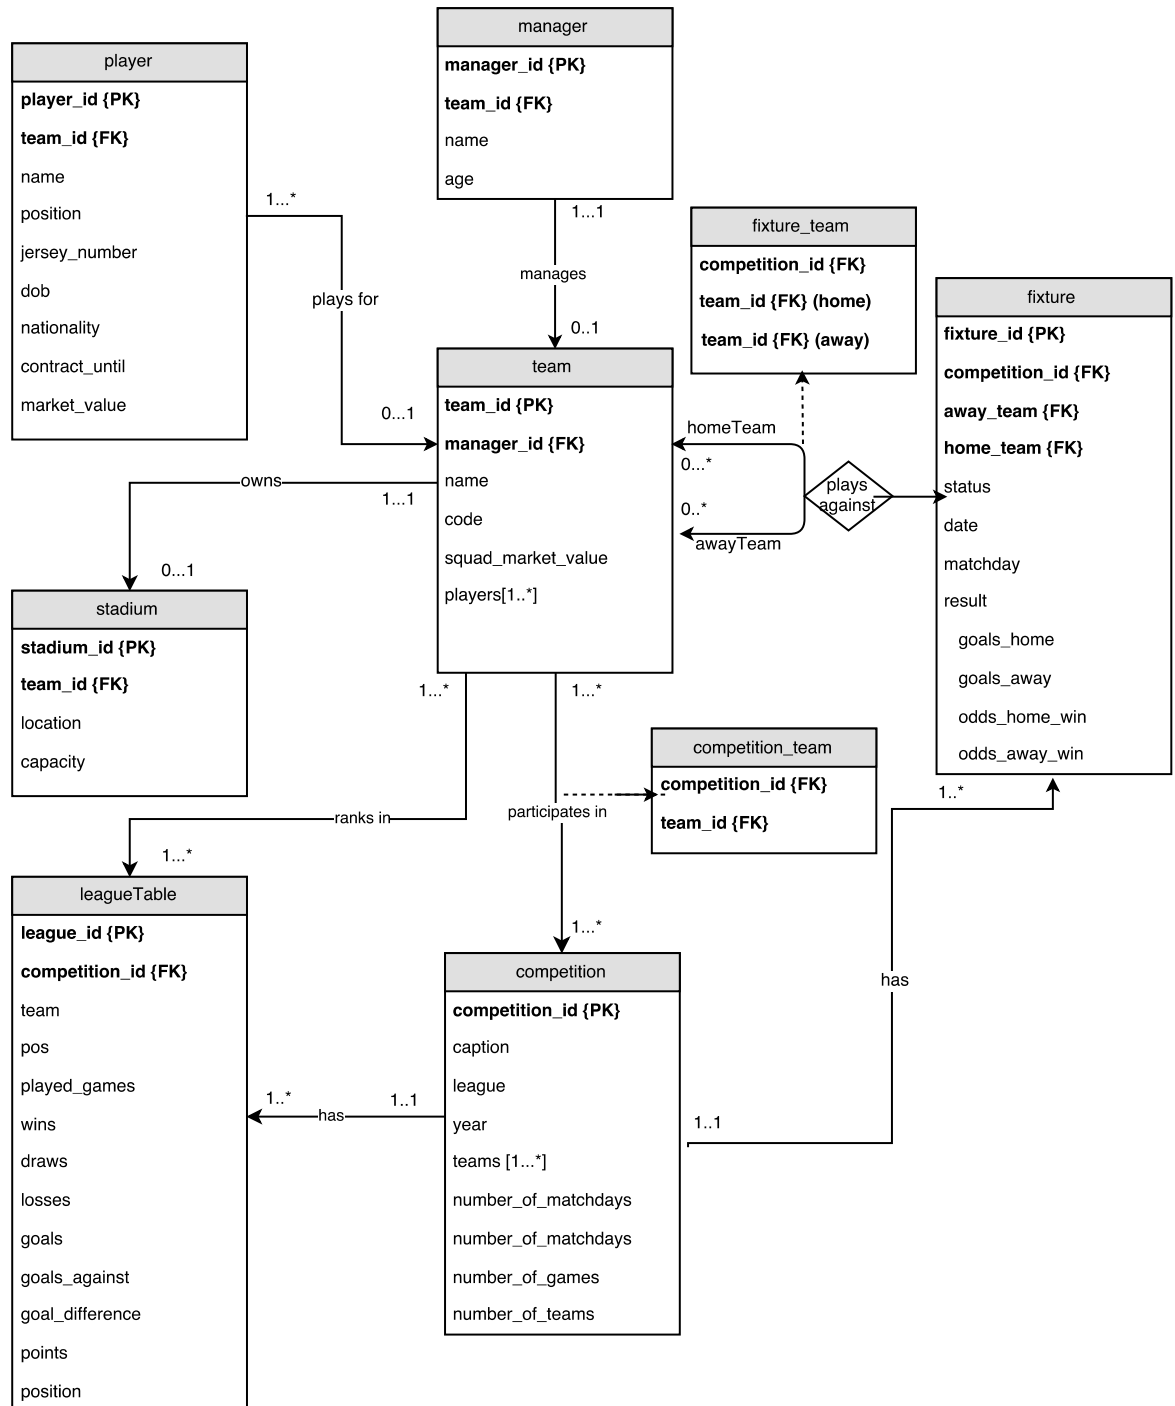 manager
manager_id {PK}
team_id {FK}
name
age
player
player_id {PK}
team_id {FK}
name
position
jersey_number
dob
nationality
contract_until
market_value
1...*
plays for
0...1
1...1
manages
0...1
fixture_team
competition_id {FK}
team_id {FK} (home)
team_id {FK} (away)
fixture
fixture_id {PK}
competition_id {FK}
away_team {FK}
home_team {FK}
status
date
matchday
result
goals_home
goals_away
odds_home_win
odds_away_win
team
team_id {PK}
manager_id {FK}
name
code
squad_market_value
players[1..*]
homeTeam
0...*
0..*
awayTeam
plays
against
owns
1...1
0...1
stadium
stadium_id {PK}
team_id {FK}
location
capacity
1...*
1...*
competition_team
competition_id {FK}
team_id {FK}
participates in
ranks in
1...*
1...*
1..*
leagueTable
league_id {PK}
competition_id {FK}
team
pos
played_games
wins
draws
losses
goals
goals_against
goal_difference
points
position
competition
competition_id {PK}
caption
league
year
teams [1...*]
number_of_matchdays
number_of_matchdays
number_of_games
number_of_teams
1..*
has
1..1
1..1
has